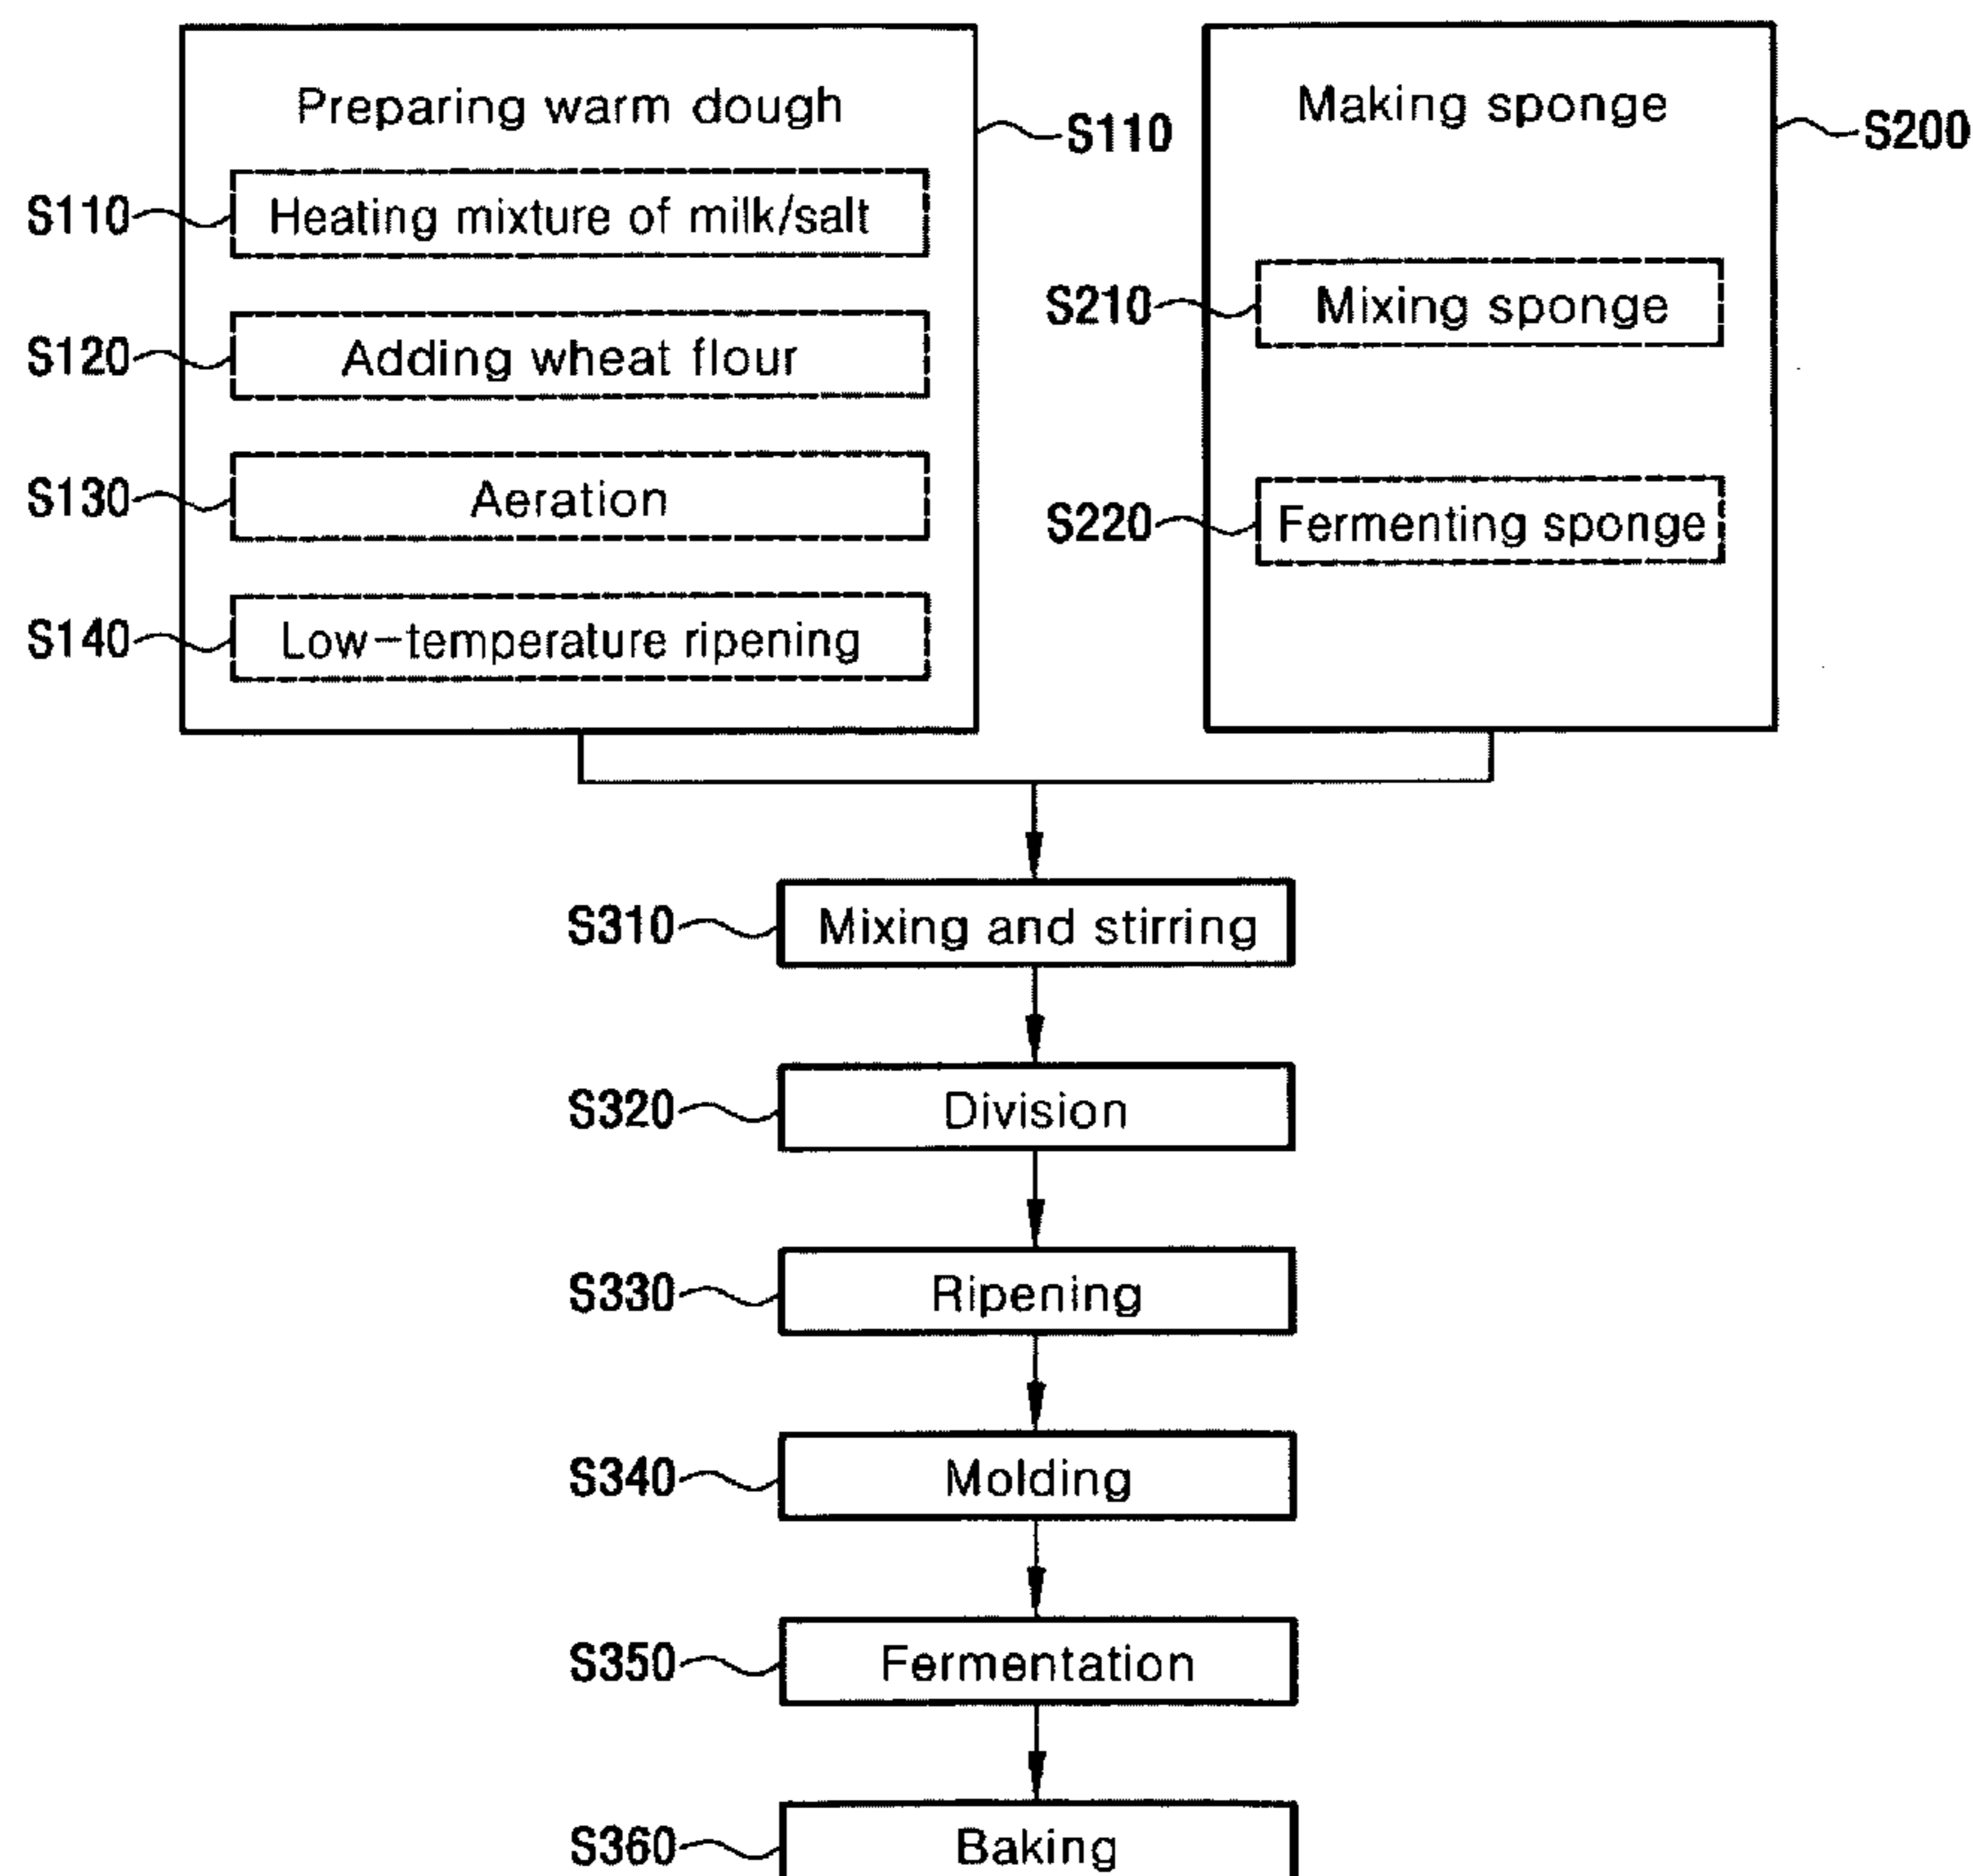 Preparing warm dough
S110
S110 Heating mixture of milk/salt
S120 Adding wheat flour
S130 Aeration
S140 Low-temperature ripening
Making sponge
S200
S210 Mixing sponge
S220 Fermenting sponge
S310 Mixing and stirring
S320 Division
S330 Ripening
S340 Molding
S350 Fermentation
S360 Baking